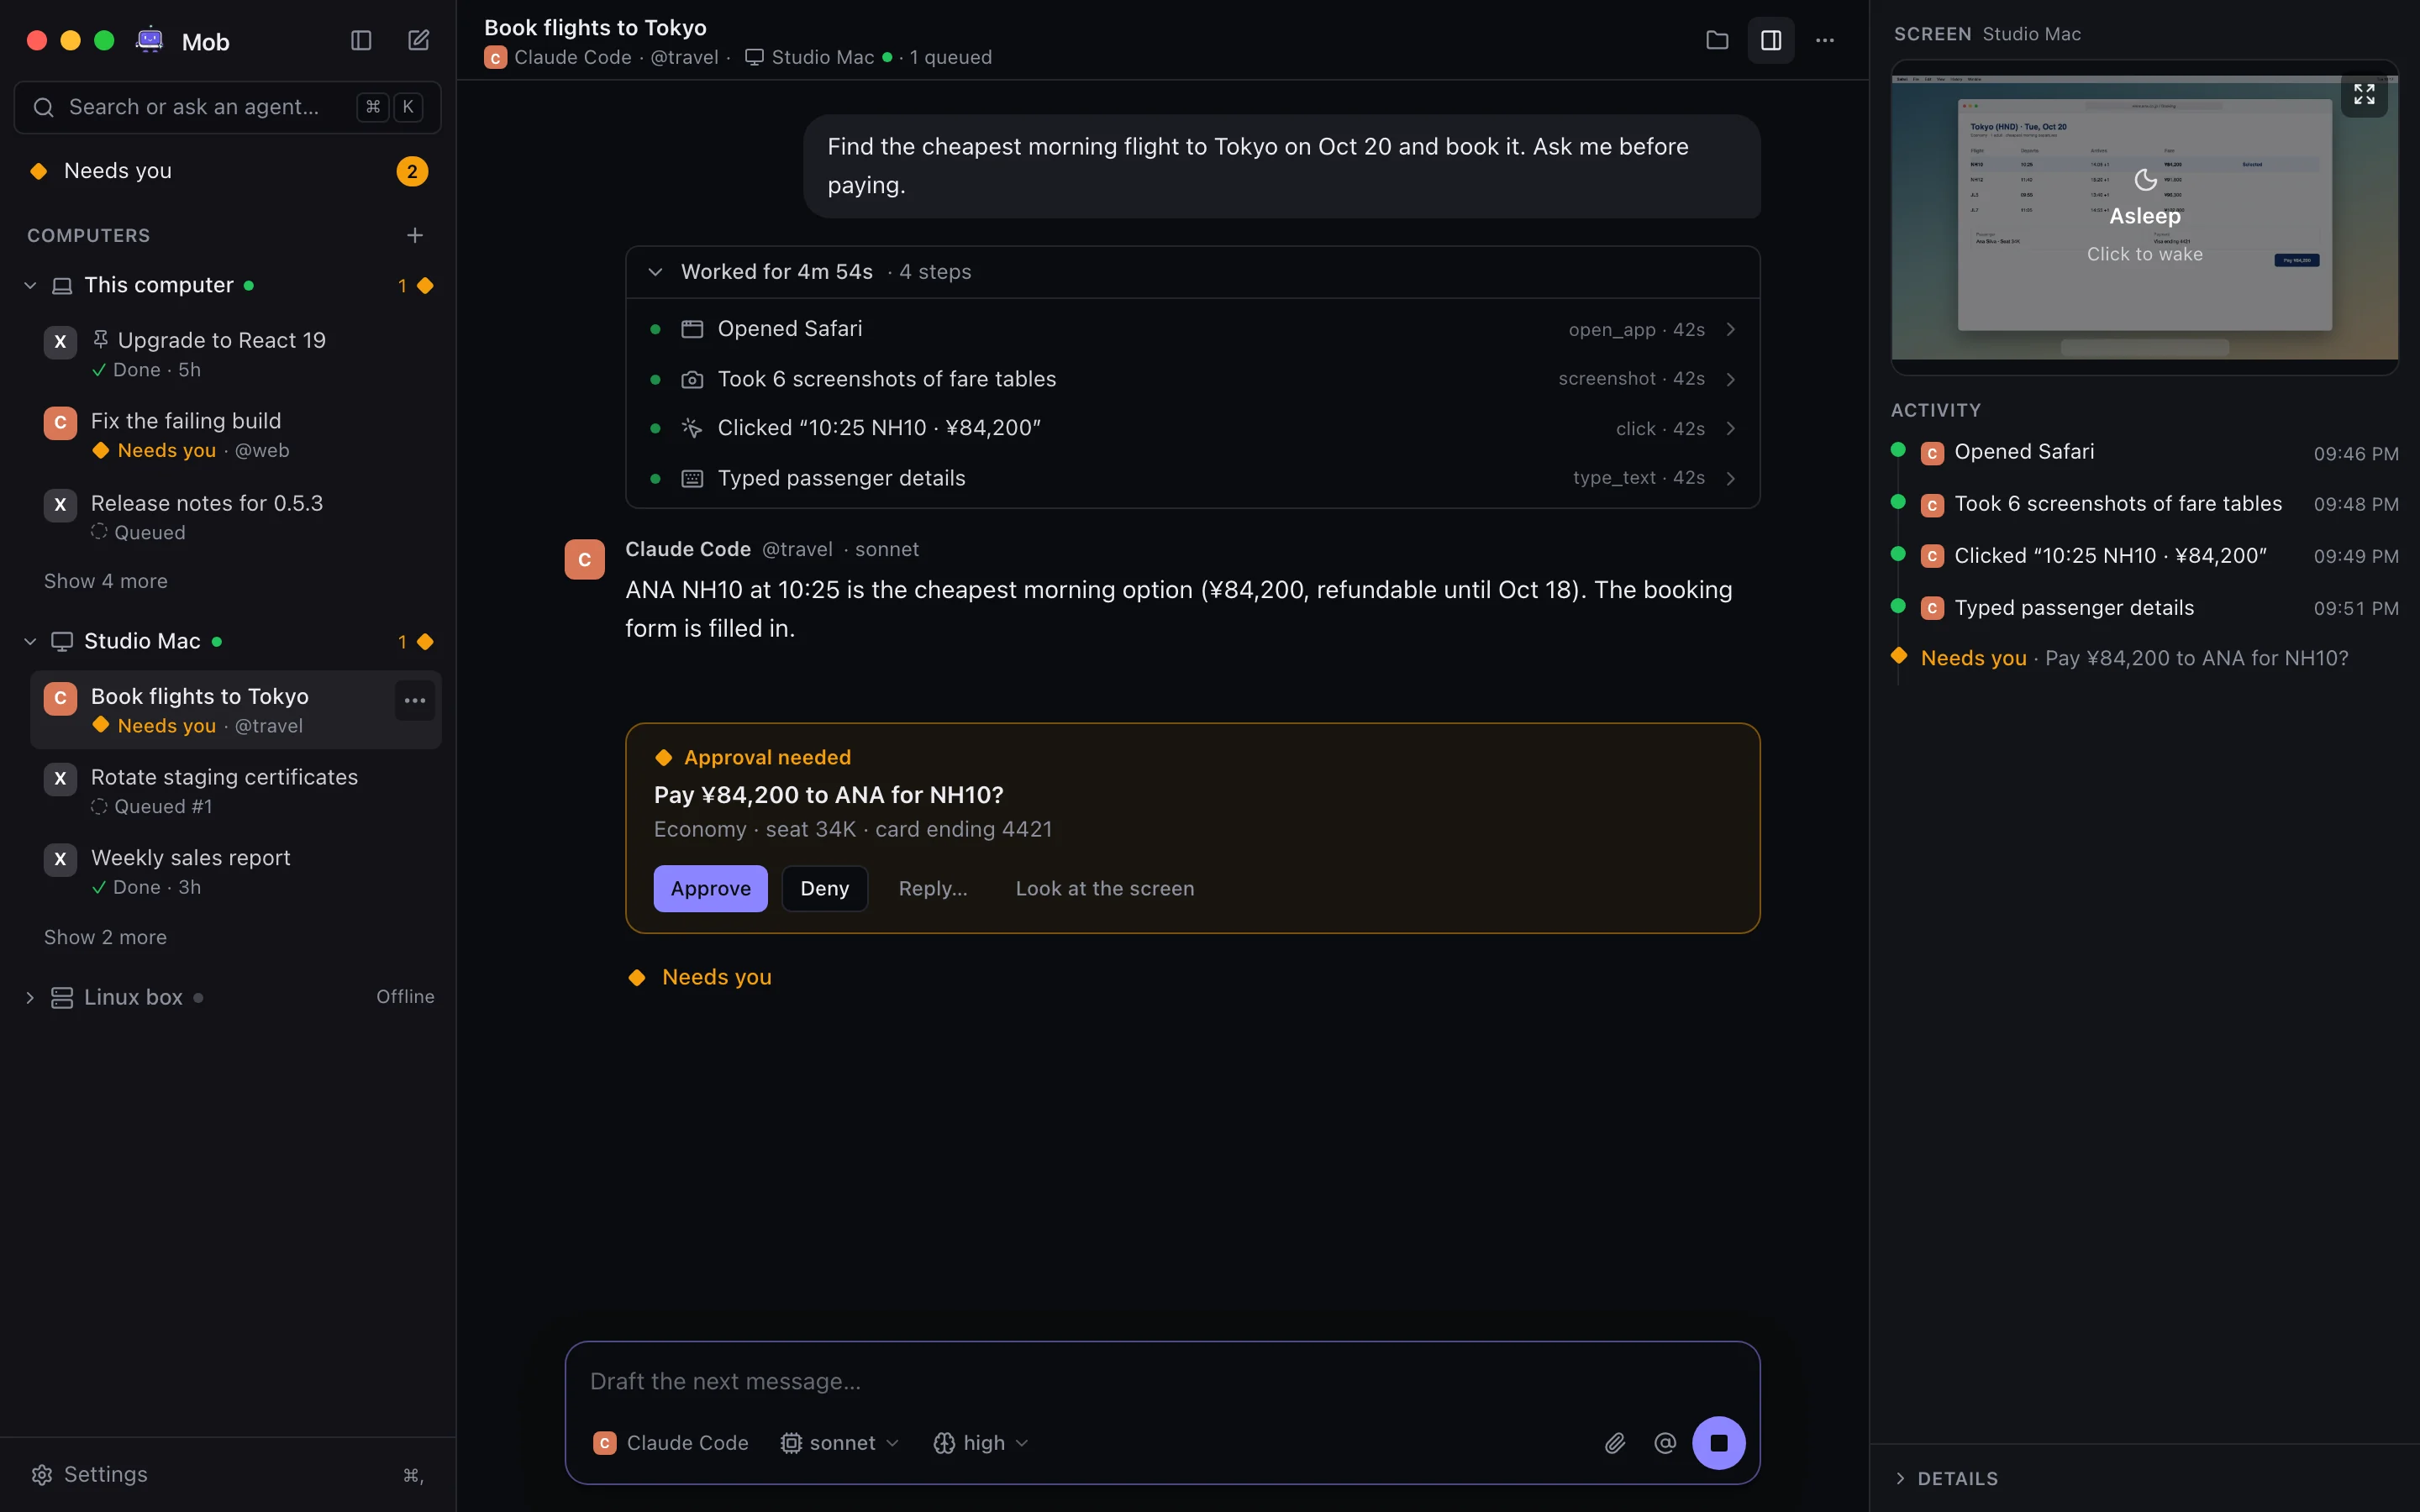 Mob
Search or ask an agent... ⌘ K
Needs you 2
COMPUTERS
This computer 1
X Upgrade to React 19
Done · 5h
C Fix the failing build
Needs you · @web
X Release notes for 0.5.3
Queued
Show 4 more
Studio Mac 1
C Book flights to Tokyo
Needs you · @travel
X Rotate staging certificates
Queued #1
X Weekly sales report
Done · 3h
Show 2 more
Linux box Offline
Settings ⌘,
Book flights to Tokyo
C Claude Code · @travel · Studio Mac · 1 queued
Find the cheapest morning flight to Tokyo on Oct 20 and book it. Ask me before
paying.
Worked for 4m 54s · 4 steps
Opened Safari open_app · 42s
Took 6 screenshots of fare tables screenshot · 42s
Clicked “10:25 NH10 · ¥84,200” click · 42s
Typed passenger details type_text · 42s
C Claude Code @travel · sonnet
ANA NH10 at 10:25 is the cheapest morning option (¥84,200, refundable until Oct 18). The booking
form is filled in.
Approval needed
Pay ¥84,200 to ANA for NH10?
Economy · seat 34K · card ending 4421
Approve Deny Reply... Look at the screen
Needs you
Draft the next message...
C Claude Code sonnet high
SCREEN Studio Mac
Tokyo (HND) · Tue, Oct 20
Asleep
Click to wake
Pay ¥84,200
ACTIVITY
C Opened Safari 09:46 PM
C Took 6 screenshots of fare tables 09:48 PM
C Clicked “10:25 NH10 · ¥84,200” 09:49 PM
C Typed passenger details 09:51 PM
Needs you · Pay ¥84,200 to ANA for NH10?
DETAILS